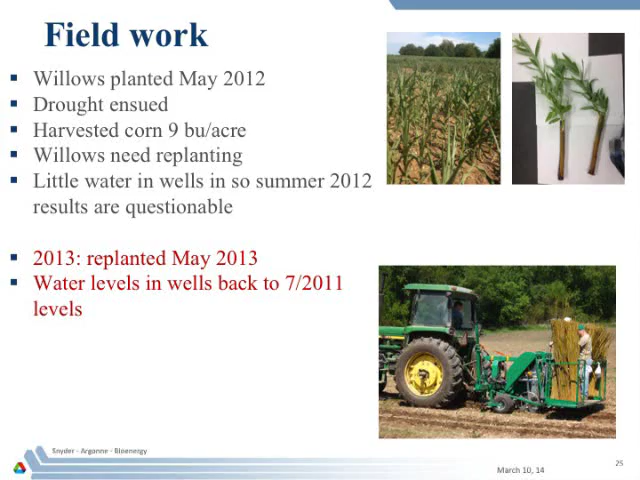 Field work
▪ Willows planted May 2012
▪ Drought ensued
▪ Harvested corn 9 bu/acre
▪ Willows need replanting
▪ Little water in wells in so summer 2012
results are questionable
▪ 2013: replanted May 2013
▪ Water levels in wells back to 7/2011
levels
Snyder - Argonne - Bioenergy
March 10, 14
25